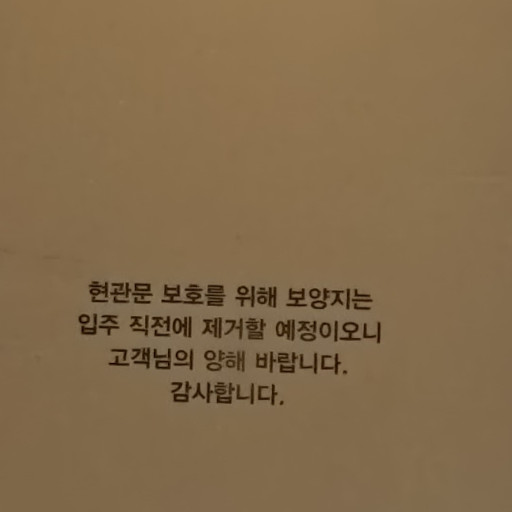 현관문 보호를 위해 보양지는
입주 직전에 제거할 예정이오니
고객님의 양해 바랍니다.
감사합니다.